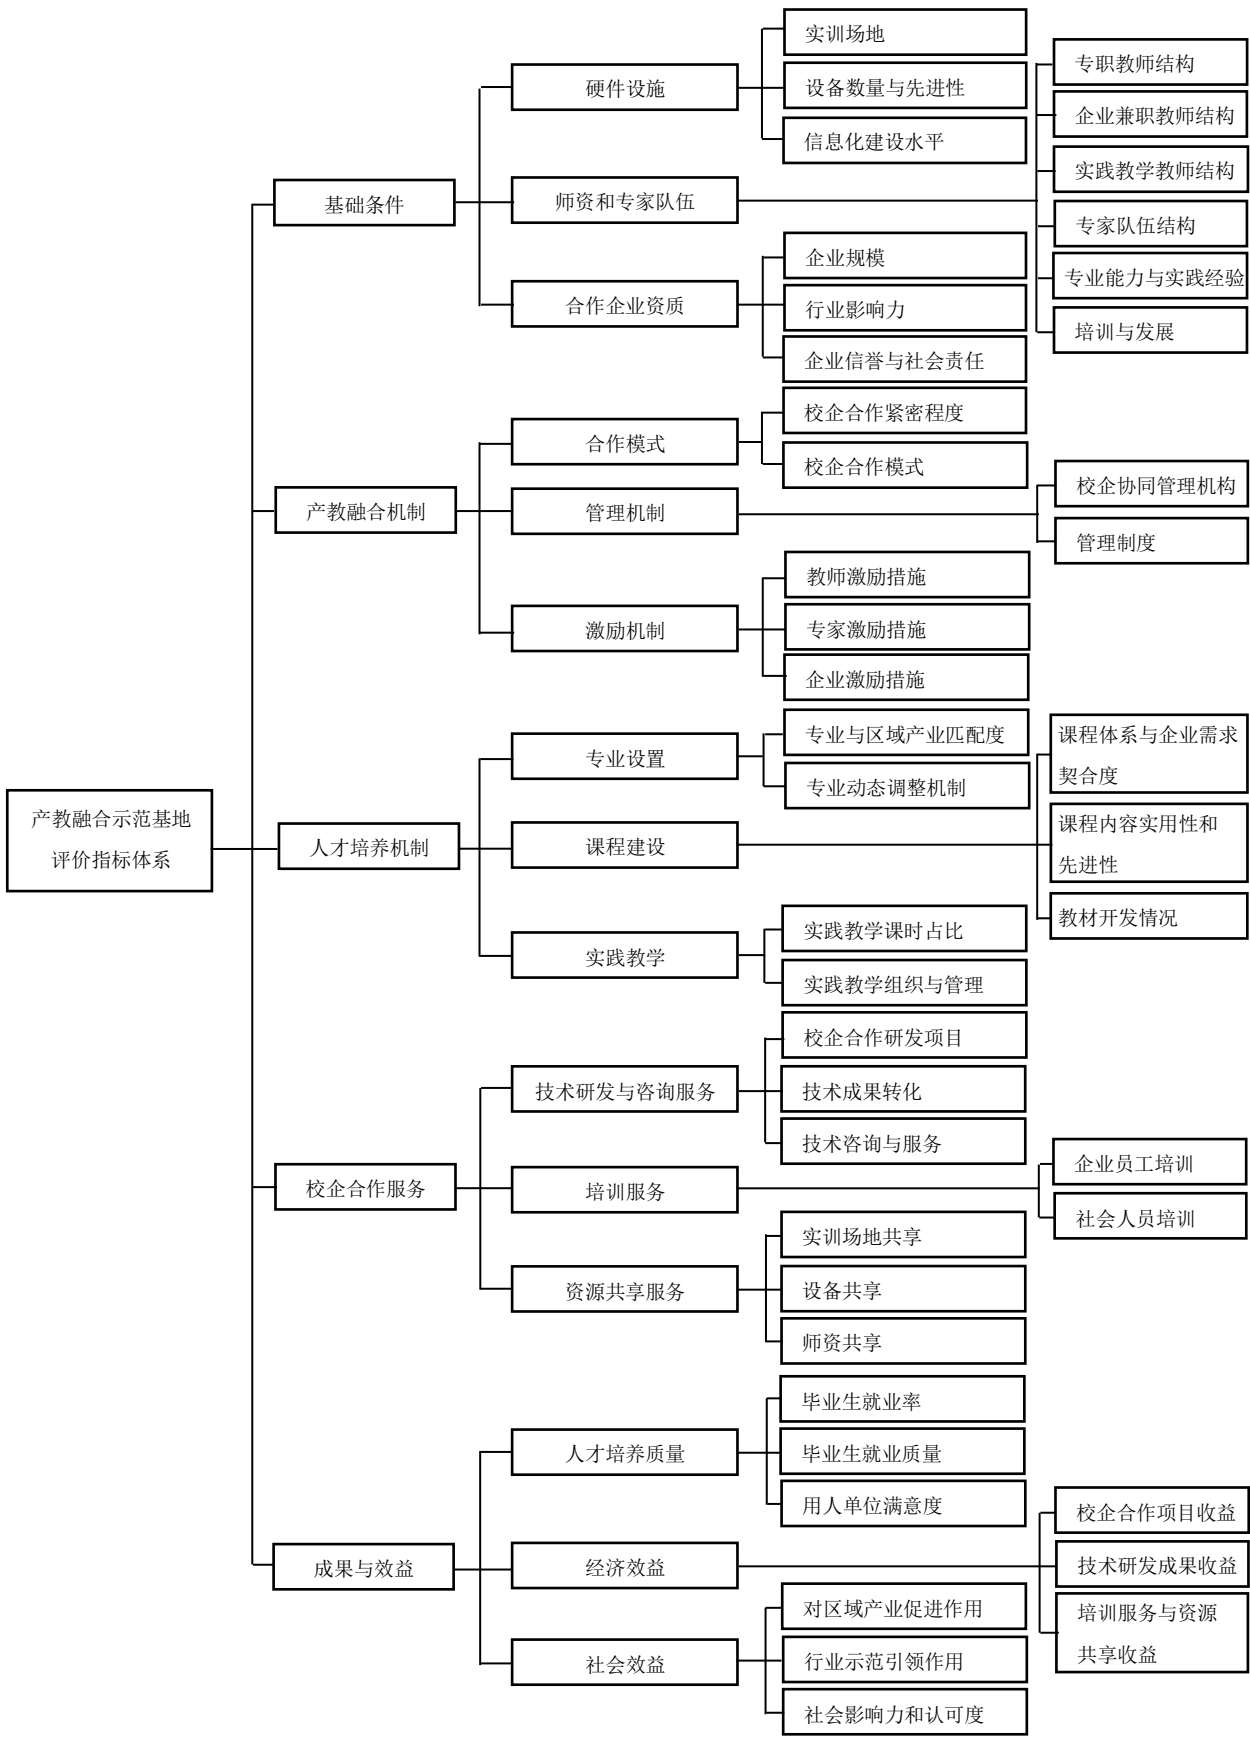 产教融合示范基地
评价指标体系
基础条件
硬件设施
实训场地
设备数量与先进性
信息化建设水平
师资和专家队伍
专职教师结构
企业兼职教师结构
实践教学教师结构
专家队伍结构
专业能力与实践经验
培训与发展
合作企业资质
企业规模
行业影响力
企业信誉与社会责任
产教融合机制
合作模式
校企合作紧密程度
校企合作模式
管理机制
校企协同管理机构
管理制度
激励机制
教师激励措施
专家激励措施
企业激励措施
人才培养机制
专业设置
专业与区域产业匹配度
专业动态调整机制
课程建设
课程体系与企业需求
契合度
课程内容实用性和
先进性
教材开发情况
实践教学
实践教学课时占比
实践教学组织与管理
校企合作服务
技术研发与咨询服务
校企合作研发项目
技术成果转化
技术咨询与服务
培训服务
企业员工培训
社会人员培训
资源共享服务
实训场地共享
设备共享
师资共享
成果与效益
人才培养质量
毕业生就业率
毕业生就业质量
用人单位满意度
经济效益
校企合作项目收益
技术研发成果收益
培训服务与资源
共享收益
社会效益
对区域产业促进作用
行业示范引领作用
社会影响力和认可度